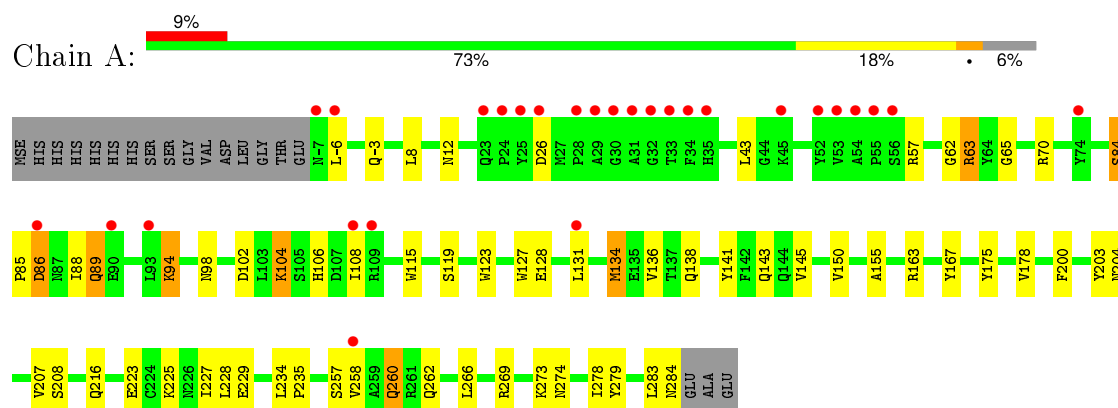 9%
Chain A:
73% 18% • 6%
MSE HIS HIS HIS HIS HIS HIS SER SER GLY VAL ASP LEU GLY THR GLU N-7 L-6 Q-3 L8 N12 Q23 P24 Y25 D26 M27 P28 A29 G30 A31 G32 T33 F34 H35 L43 G44 K45 Y52 V53 A54 P55 S56 R57 G62 R63 Y64 G65 R70 Y74 S84
P85 D86 N87 I88 Q89 E90 L93 K94 N98 D102 L103 K104 S105 H106 D107 I108 R109 W115 S119 W123 W127 E128 L131 M134 E135 V136 T137 Q138 Y141 F142 Q143 Q144 V145 V150 A155 R163 Y167 Y175 V178 F200 Y203 N204
V207 S208 Q216 E223 C224 K225 N226 I227 L228 E229 L234 P235 S257 V258 A259 Q260 R261 Q262 L266 R269 K273 N274 I278 Y279 L283 N284 GLU ALA GLU